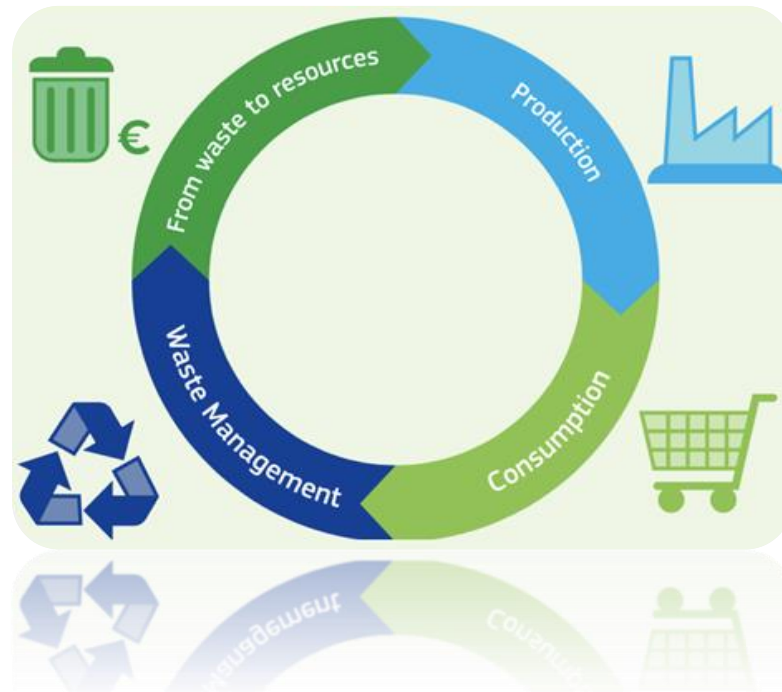 From waste to resources
Production
€
Waste Management
Consumption